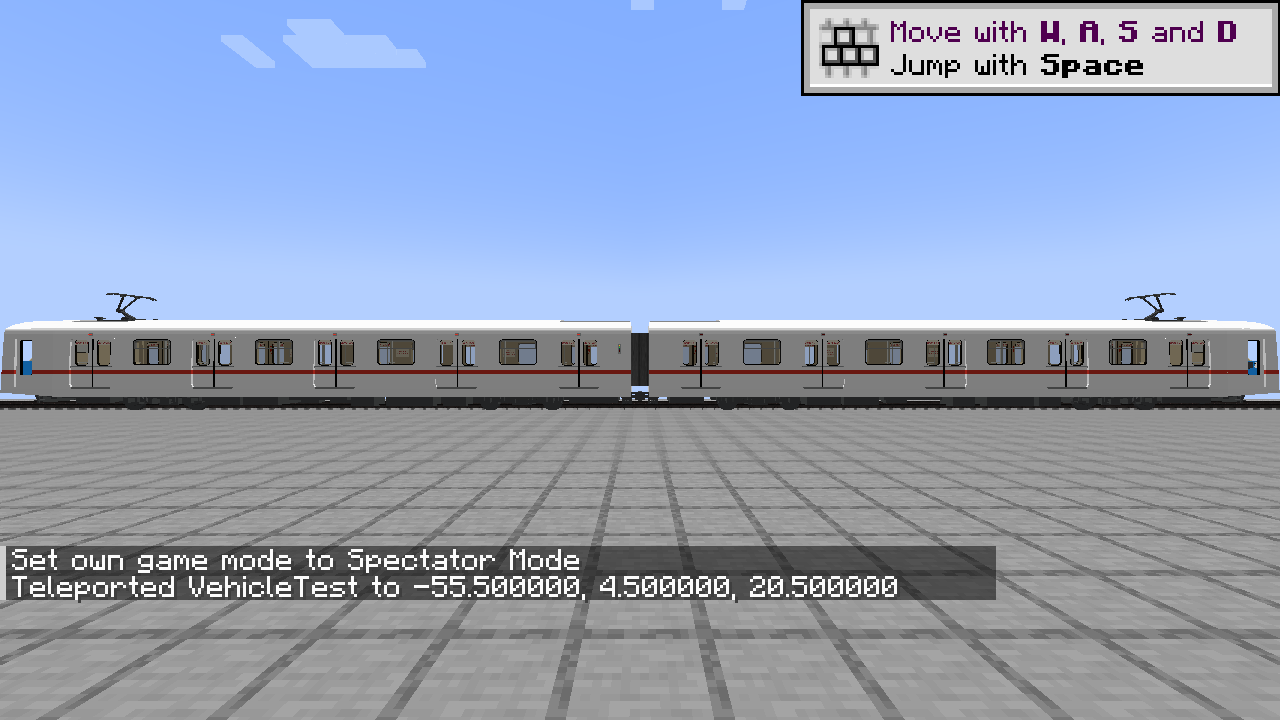 Move with W, A, S and D
Jump with Space
Set own game mode to Spectator Mode
Teleported VehicleTest to -55.500000, 4.500000, 20.500000